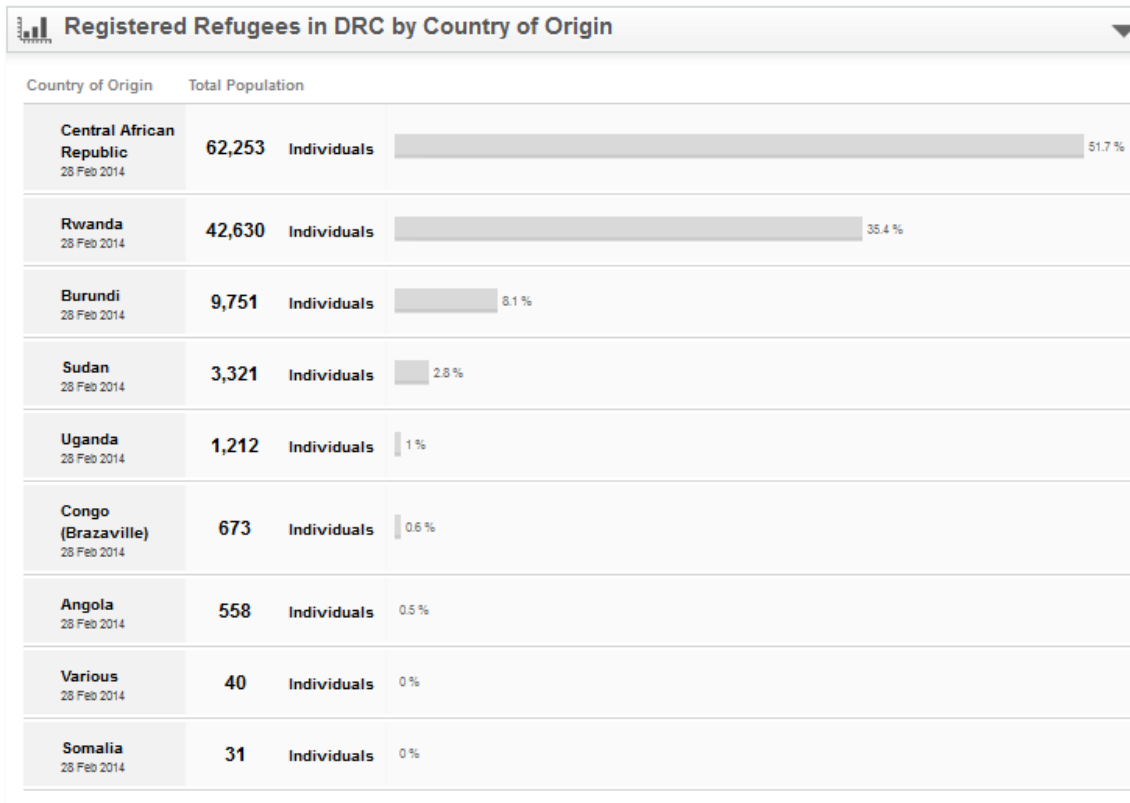 Registered Refugees in DRC by Country of Origin
Country of Origin Total Population
Central African
Republic
28 Feb 2014
62,253 Individuals 51.7 %
Rwanda
28 Feb 2014
42,630 Individuals 35.4 %
Burundi
28 Feb 2014
9,751 Individuals 8.1 %
Sudan
28 Feb 2014
3,321 Individuals 2.8 %
Uganda
28 Feb 2014
1,212 Individuals 1 %
Congo
(Brazaville)
28 Feb 2014
673 Individuals 0.6 %
Angola
28 Feb 2014
558 Individuals 0.5 %
Various
28 Feb 2014
40 Individuals 0 %
Somalia
28 Feb 2014
31 Individuals 0 %